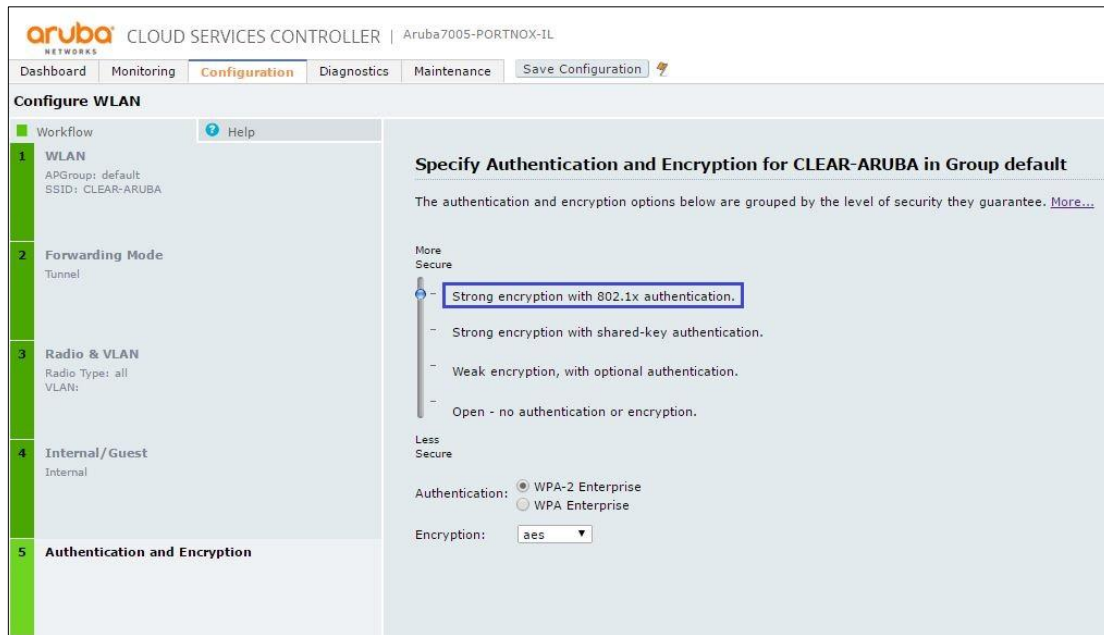 aruba
NETWORKS
CLOUD SERVICES CONTROLLER | Aruba7005-PORTNOX-IL
Dashboard Monitoring Configuration Diagnostics Maintenance Save Configuration
Configure WLAN
Workflow ? Help
1 WLAN
APGroup: default
SSID: CLEAR-ARUBA
2 Forwarding Mode
Tunnel
3 Radio & VLAN
Radio Type: all
VLAN:
4 Internal/Guest
Internal
5 Authentication and Encryption
Specify Authentication and Encryption for CLEAR-ARUBA in Group default
The authentication and encryption options below are grouped by the level of security they guarantee. More...
More
Secure
Strong encryption with 802.1x authentication.
Strong encryption with shared-key authentication.
Weak encryption, with optional authentication.
Open - no authentication or encryption.
Less
Secure
Authentication: WPA-2 Enterprise
WPA Enterprise
Encryption: aes